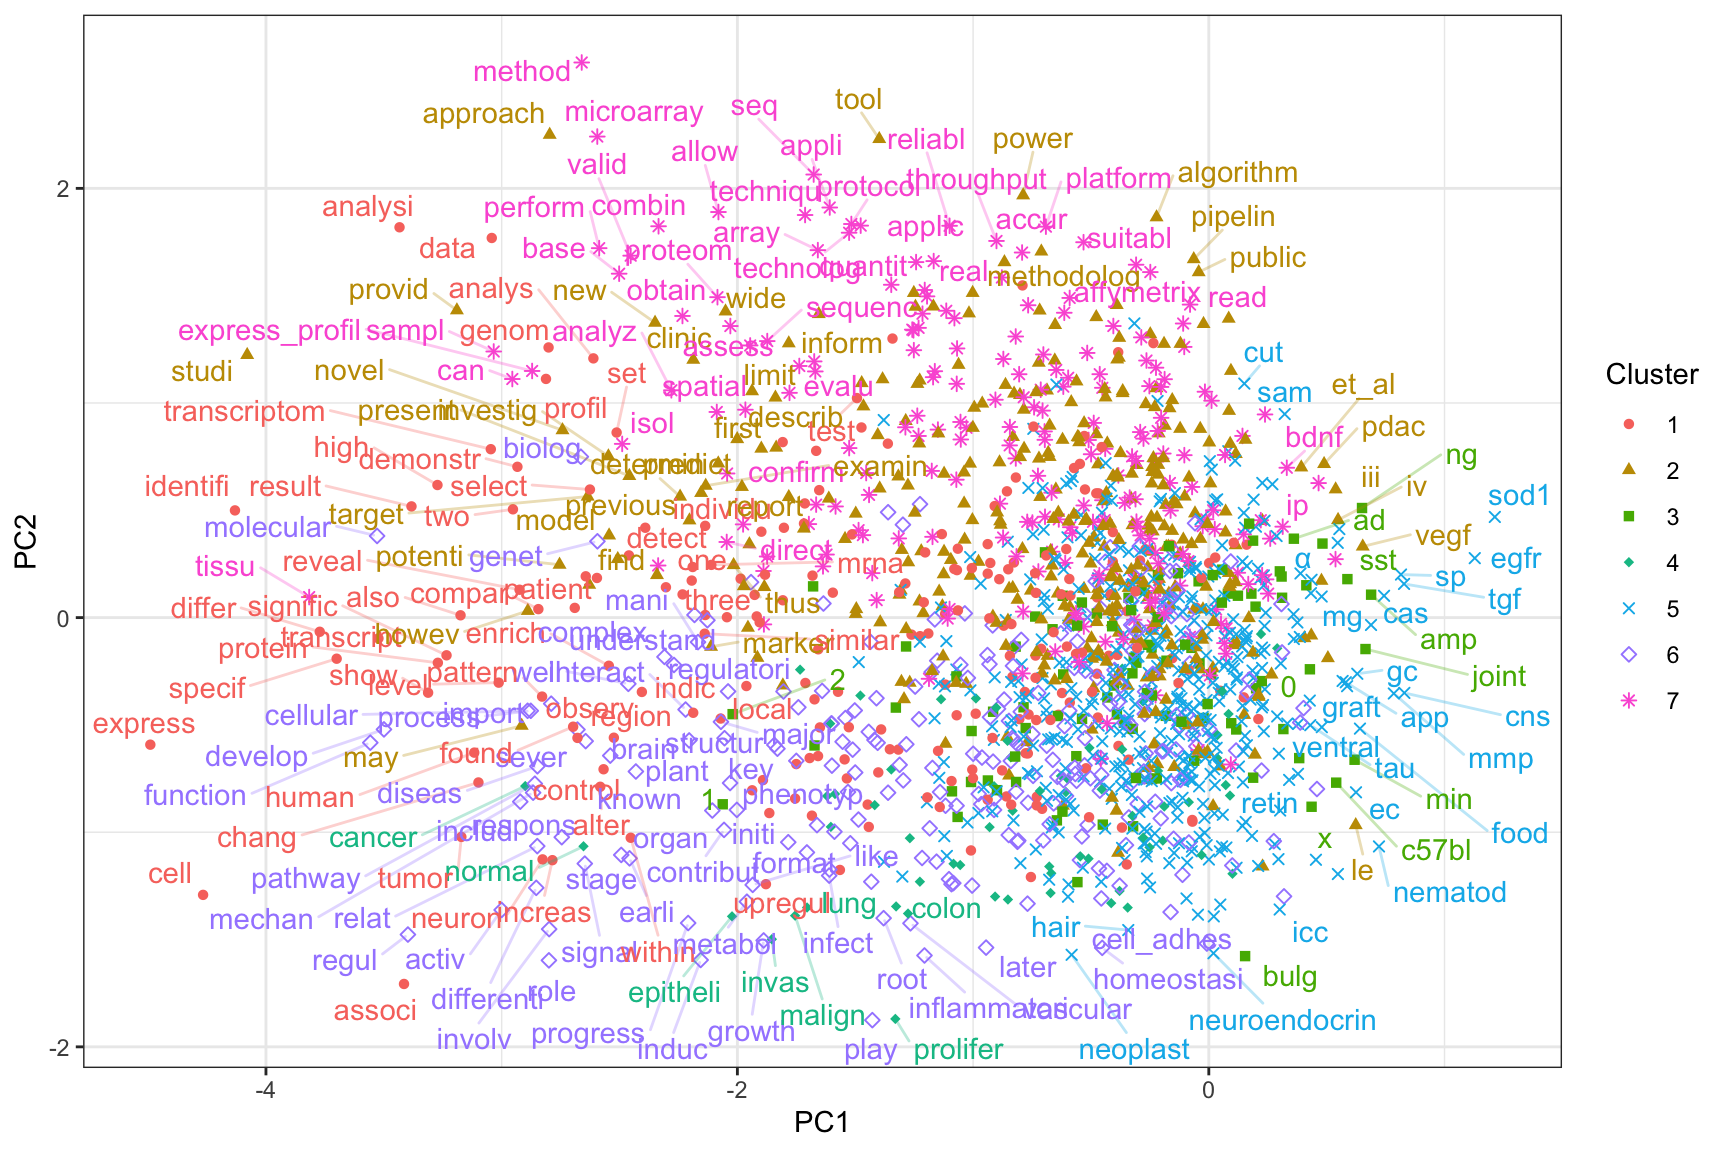 method
approach
microarray
seq
tool
appli
reliabl
power
allow
valid
techniqu
protocol
throughput
platform
algorithm
perform
combin
accur
pipelin
analysi
data
base
proteom
array
applic
suitabl
public
technolog
quantit
real
methodolog
provid
analys
new
obtain
wide
affymetrix
read
sequenc
express_profil
sampl
genom
analyz
clinic
assess
inform
cut
studi
novel
can
set
spatial
limit
evalu
sam
et_al
transcriptom
present
investig
profil
isol
first
describ
test
bdnf
pdac
high
demonstr
biolog
determin
predict
confirm
examin
ng
identifi
result
select
previous
report
iii
iv
sod1
target
two
model
individu
ip
ad
molecular
potenti
genet
find
detect
one
direct
mrna
α
sst
vegf
egfr
reveal
tissu
sp
tgf
differ
signific
also
compar
patient
mani
three
thus
mg
cas
amp
protein
transcript
howev
enrich
complex
understand
marker
similar
specif
show
level
pattern
well
interact
regulatori
indic
2
0
gc
joint
express
cellular
process
import
observ
region
local
graft
app
cns
develop
may
found
sever
brain
structur
major
ventral
tau
mmp
function
human
diseas
control
known
plant
key
1
phenotyp
retin
ec
min
food
chang
cancer
includ
respons
alter
organ
initi
x
c57bl
cell
pathway
tumor
normal
stage
contribut
format
like
le
nematod
mechan
relat
neuron
increas
earli
upregul
lung
colon
hair
cell_adhes
icc
regul
activ
signal
within
metabol
infect
root
later
homeostasi
bulg
associ
differenti
role
epitheli
invas
malign
inflammatori
vascular
neuroendocrin
involv
progress
induc
growth
play
prolifer
neoplast
2
0
-2
-4
-2
0
PC1
PC2
Cluster
1
2
3
4
5
6
7